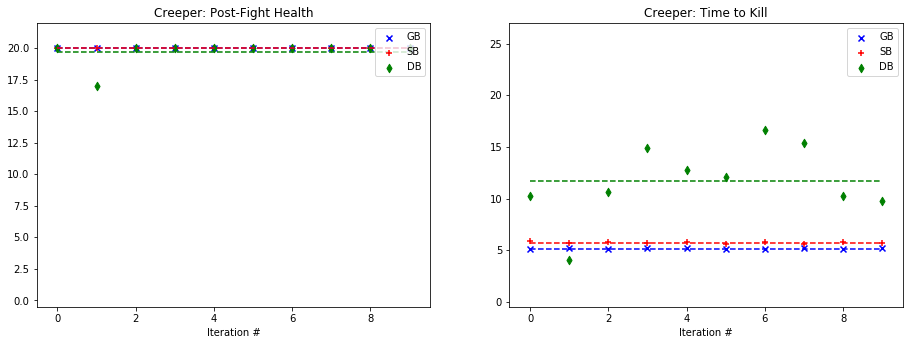 Creeper: Post-Fight Health
20.0
17.5
15.0
12.5
10.0
7.5
5.0
2.5
0.0
0 2 4 6 8
Iteration #
GB
SB
DB
Creeper: Time to Kill
25
20
15
10
5
0
0 2 4 6 8
Iteration #
GB
SB
DB